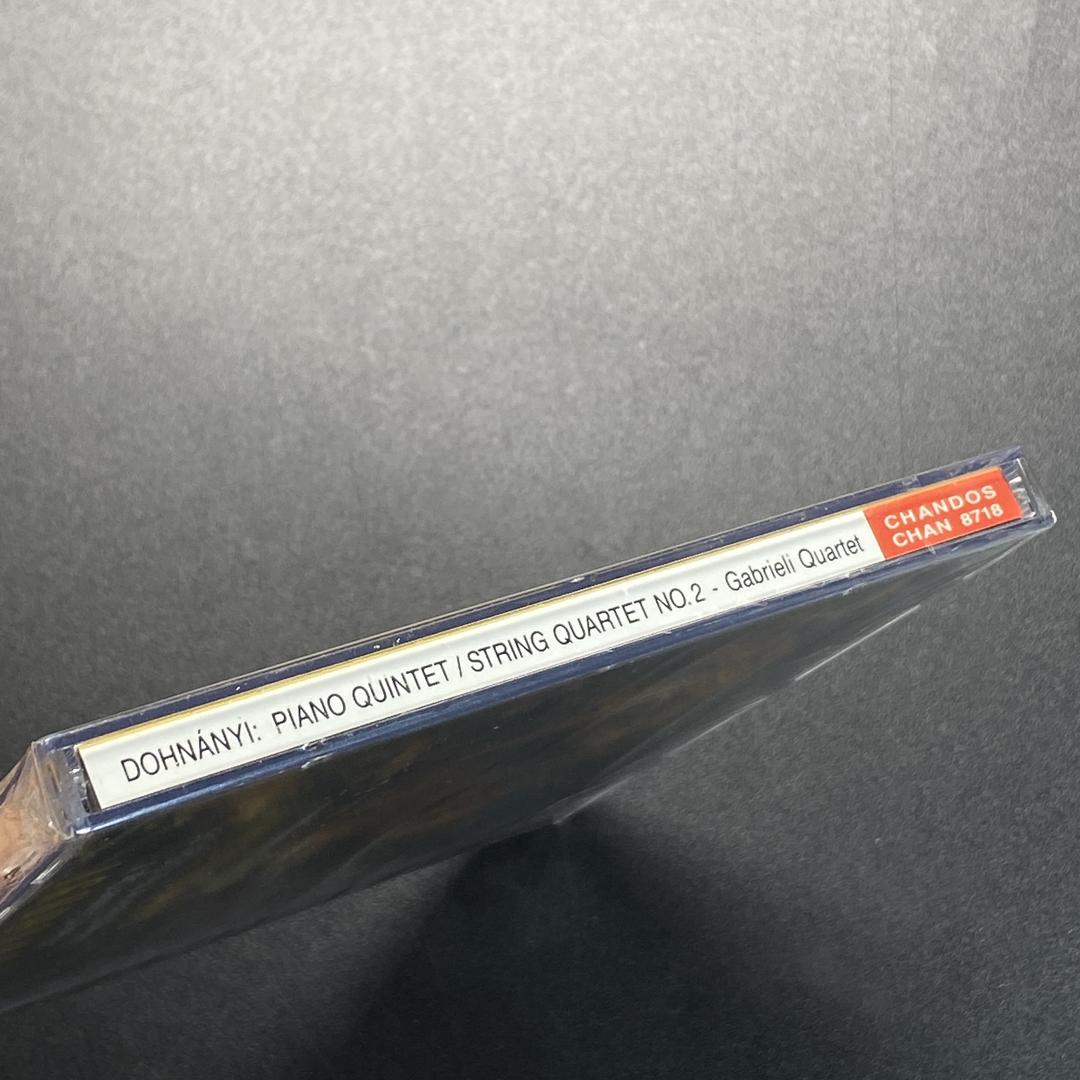 DOHNÁNYI: PIANO QUINTET / STRING QUARTET NO.2 - Gabrieli Quartet
CHANDOS
CHAN 8718